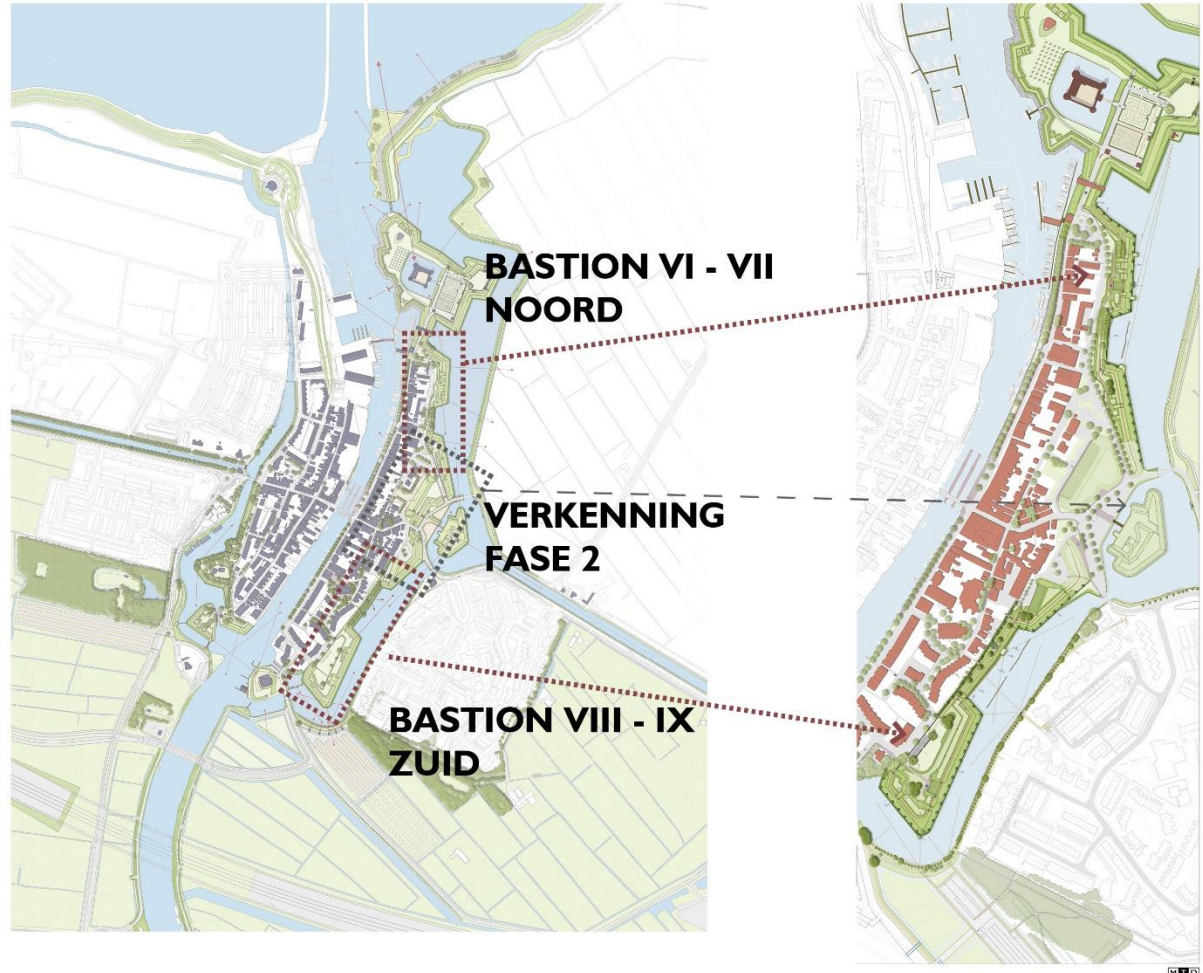 BASTION VI - VII
NOORD
VERKENNING
FASE 2
BASTION VIII - IX
ZUID